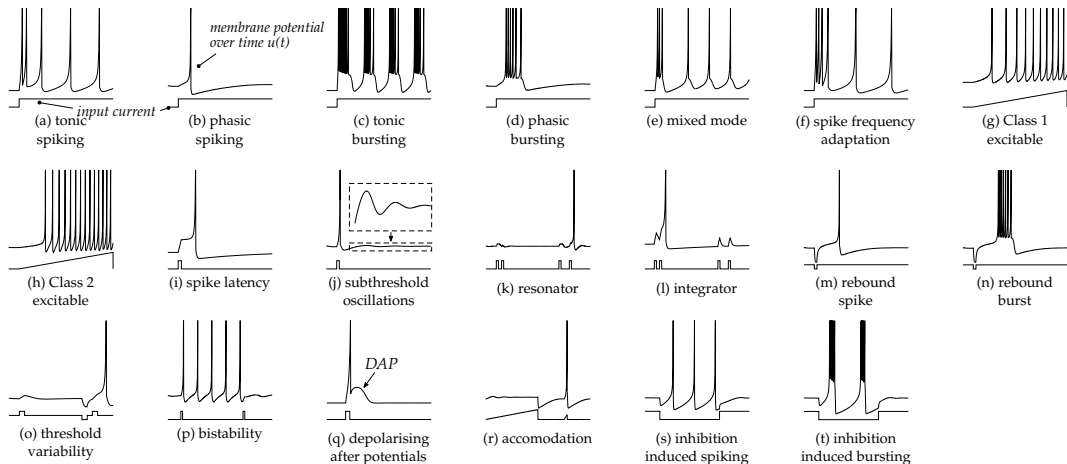 membrane potential
over time u(t)
input current
(a) tonic
spiking
(b) phasic
spiking
(c) tonic
bursting
(d) phasic
bursting
(e) mixed mode
(f) spike frequency
adaptation
(g) Class 1
excitable
(h) Class 2
excitable
(i) spike latency
(j) subthreshold
oscillations
(k) resonator
(l) integrator
(m) rebound
spike
(n) rebound
burst
DAP
(o) threshold
variability
(p) bistability
(q) depolarising
after potentials
(r) accomodation
(s) inhibition
induced spiking
(t) inhibition
induced bursting